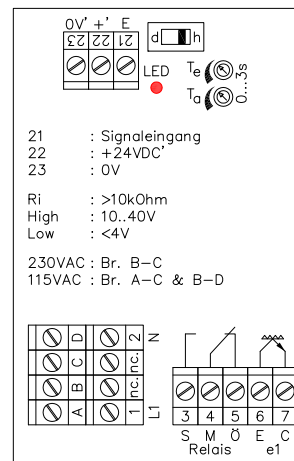 0V' +' E
23 22 21
d h
LED
Te
Ta
0...3s
21 : Signaleingang
22 : +24VDC'
23 : 0V
Ri : >10kOhm
High : 10..40V
Low : <4V
230VAC : Br. B-C
115VAC : Br. A-C & B-D
D 2 N
C nc.
B nc.
A 1 L1
3 4 5 6 7
S M Ö E C
Relais e1